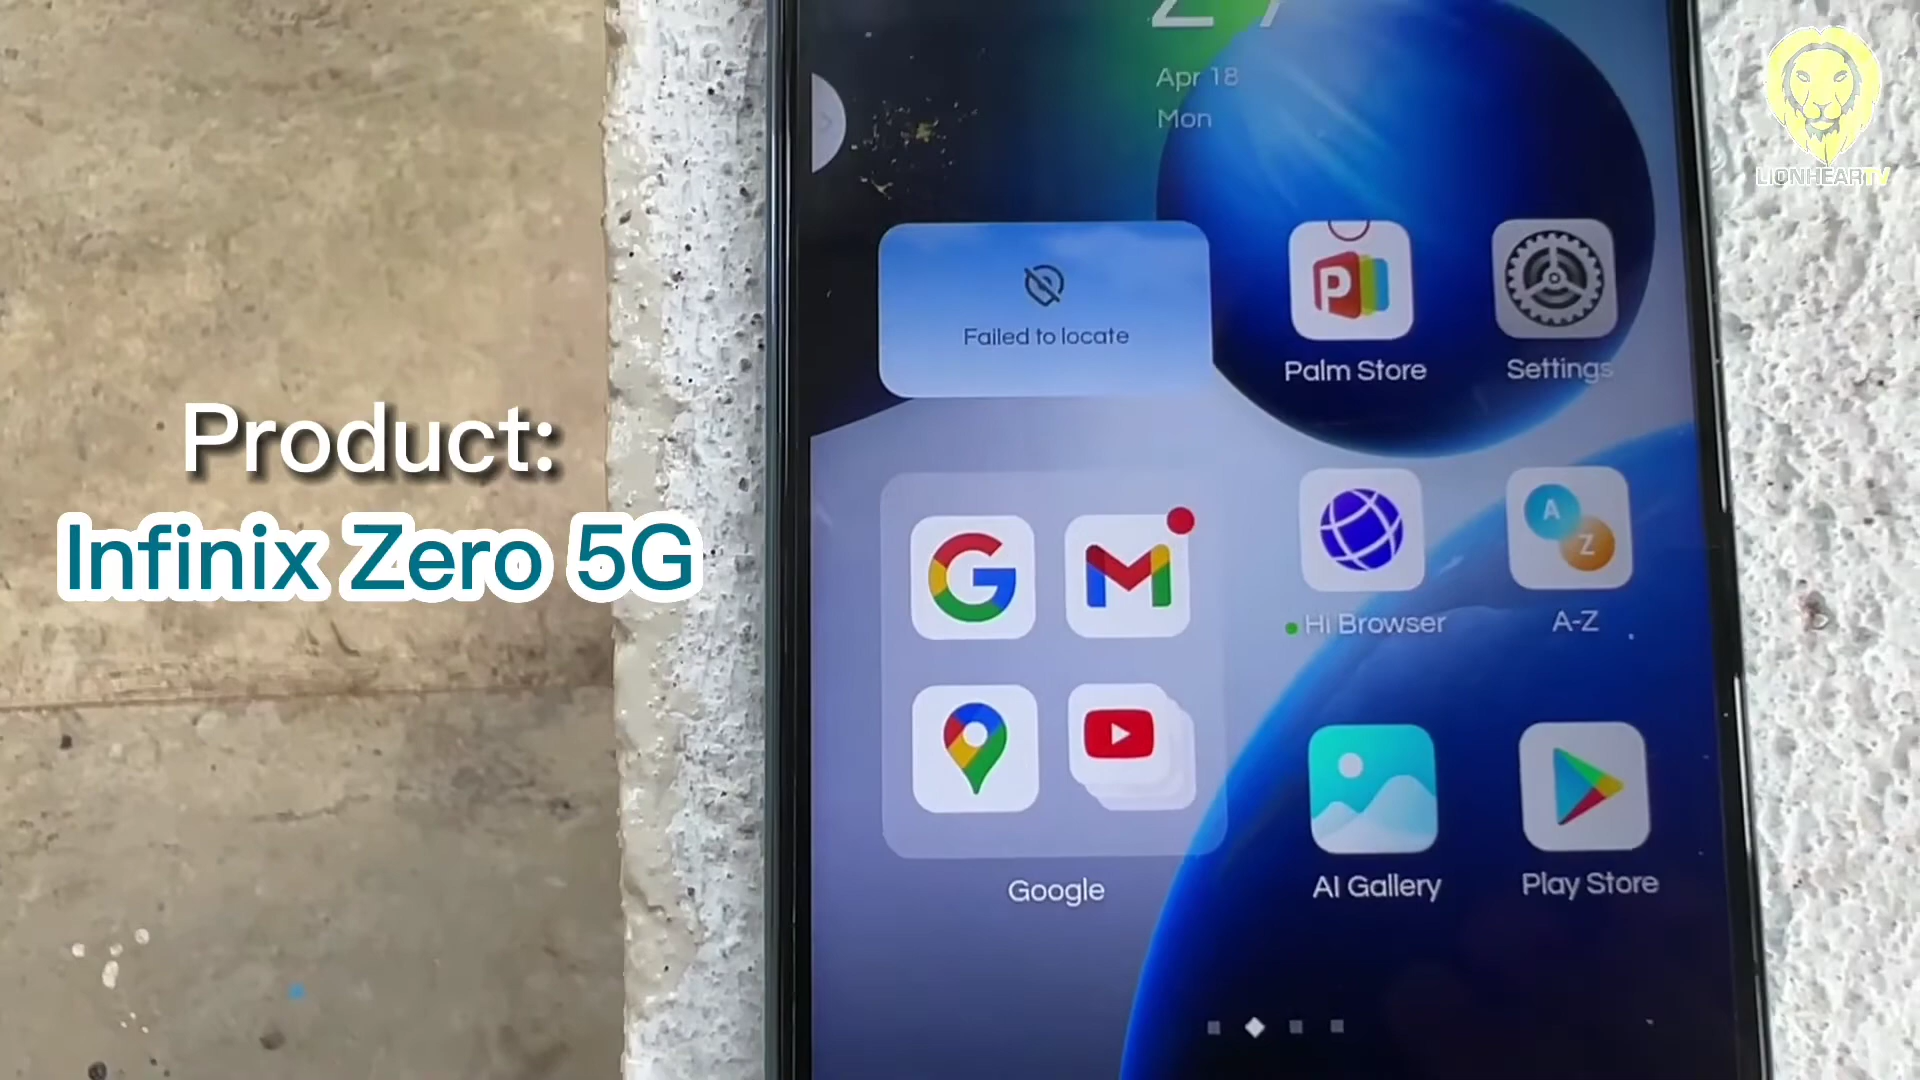 Apr 18
Mon
LIONHEARTV
Failed to locate
Palm Store
Settings
Product:
Infinix Zero 5G
Hi Browser
A
Z
A-Z
Google
AI Gallery
Play Store